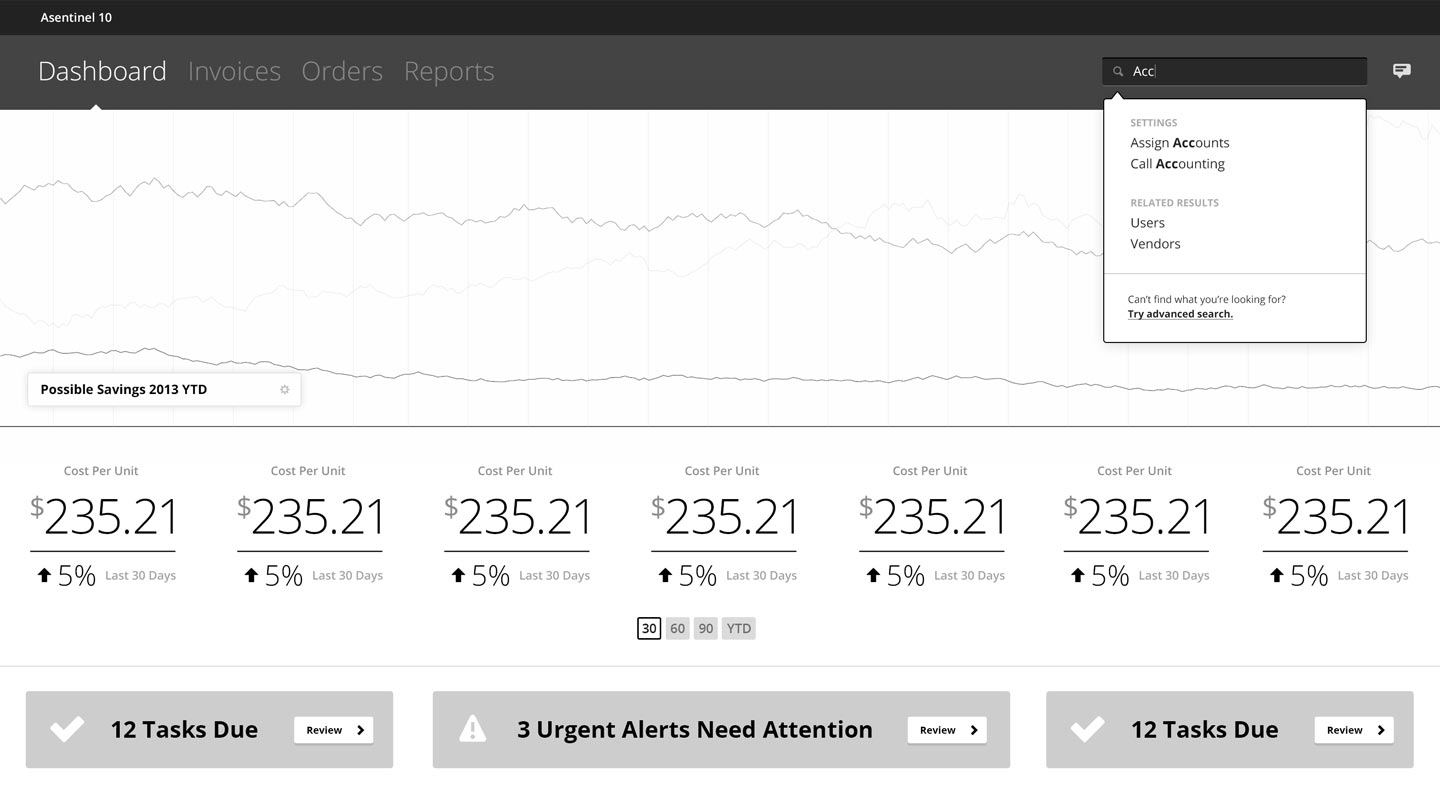 Asentinel 10
Dashboard Invoices Orders Reports
Acc
SETTINGS
Assign Accounts
Call Accounting
RELATED RESULTS
Users
Vendors
Can't find what you're looking for?
Try advanced search.
Possible Savings 2013 YTD
Cost Per Unit Cost Per Unit Cost Per Unit Cost Per Unit Cost Per Unit Cost Per Unit Cost Per Unit
$235.21 $235.21 $235.21 $235.21 $235.21 $235.21 $235.21
5% Last 30 Days 5% Last 30 Days 5% Last 30 Days 5% Last 30 Days 5% Last 30 Days 5% Last 30 Days 5% Last 30 Days
30 60 90 YTD
12 Tasks Due Review 3 Urgent Alerts Need Attention Review 12 Tasks Due Review